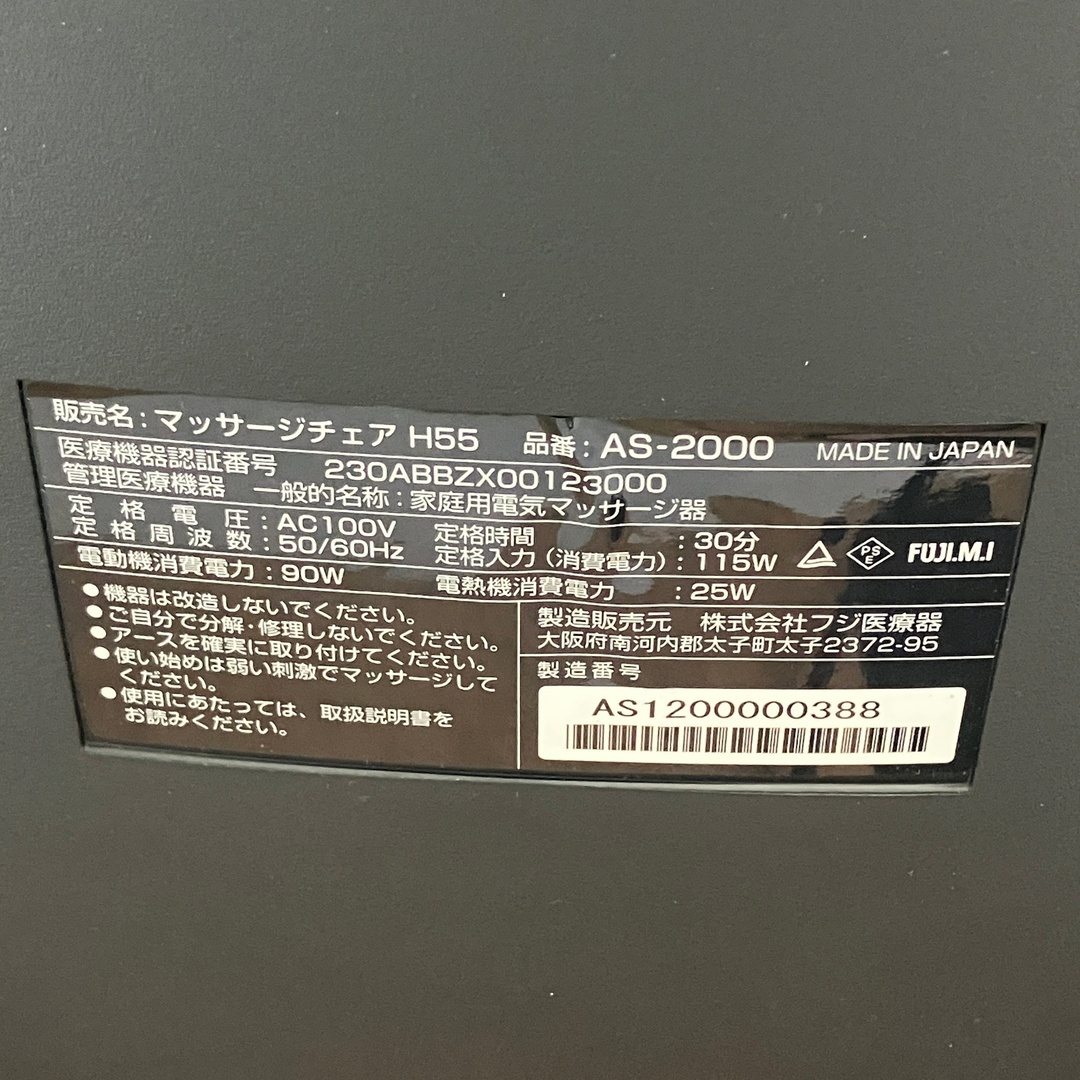 販売名：マッサージチェア H55 品番：AS-2000 MADE IN JAPAN
医療機器認証番号 230ABBZX00123000
管理医療機器 一般的名称：家庭用電気マッサージ器
定格電圧：AC100V 定格時間：30分
定格周波数：50/60Hz 定格入力（消費電力）：115W PSE FUJI.M.I
電動機消費電力：90W 電熱機消費電力：25W
●機器は改造しないでください。
●ご自分で分解・修理しないでください。
●アースを確実に取り付けてください。
●使い始めは弱い刺激でマッサージして
ください。
●使用にあたっては、取扱説明書を
お読みください。
製造販売元 株式会社フジ医療器
大阪府南河内郡太子町太子2372-95
製造番号
AS1200000388